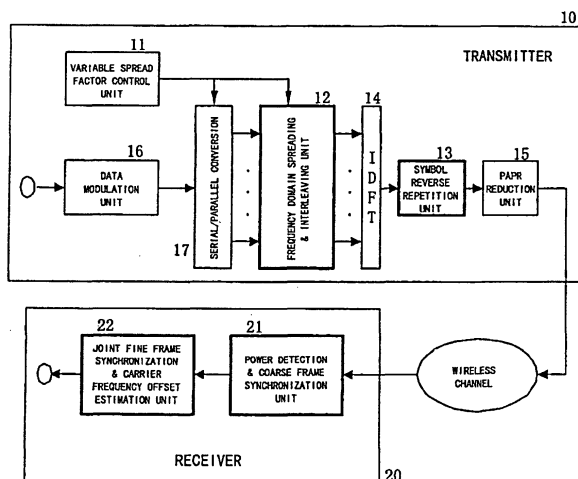 10
TRANSMITTER
11
VARIABLE SPREAD
FACTOR CONTROL
UNIT
16
DATA
MODULATION
UNIT
17
SERIAL/PARALLEL CONVERSION
12
FREQUENCY DOMAIN SPREADING
& INTERLEAVING UNIT
14
I
D
F
T
13
SYMBOL
REVERSE
REPETITION
UNIT
15
PAPR
REDUCTION
UNIT
22
JOINT FINE FRAME
SYNCHRONIZATION
& CARRIER
FREQUENCY OFFSET
ESTIMATION UNIT
21
POWER DETECTION
& COARSE FRAME
SYNCHRONIZATION
UNIT
WIRELESS
CHANNEL
RECEIVER
20